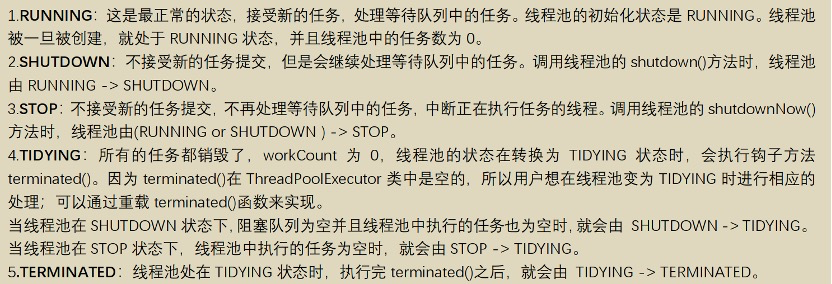 1.RUNNING：这是最正常的状态，接受新的任务，处理等待队列中的任务。线程池的初始化状态是 RUNNING。线程池
被一旦被创建，就处于 RUNNING 状态，并且线程池中的任务数为 0。
2.SHUTDOWN：不接受新的任务提交，但是会继续处理等待队列中的任务。调用线程池的 shutdown()方法时，线程池
由 RUNNING -> SHUTDOWN。
3.STOP：不接受新的任务提交，不再处理等待队列中的任务，中断正在执行任务的线程。调用线程池的 shutdownNow()
方法时，线程池由(RUNNING or SHUTDOWN ) -> STOP。
4.TIDYING：所有的任务都销毁了，workCount 为 0，线程池的状态在转换为 TIDYING 状态时，会执行钩子方法
terminated()。因为 terminated()在 ThreadPoolExecutor 类中是空的，所以用户想在线程池变为 TIDYING 时进行相应的
处理；可以通过重载 terminated()函数来实现。
当线程池在 SHUTDOWN 状态下，阻塞队列为空并且线程池中执行的任务也为空时，就会由 SHUTDOWN -> TIDYING。
当线程池在 STOP 状态下，线程池中执行的任务为空时，就会由 STOP -> TIDYING。
5.TERMINATED：线程池处在 TIDYING 状态时，执行完 terminated()之后，就会由 TIDYING -> TERMINATED。